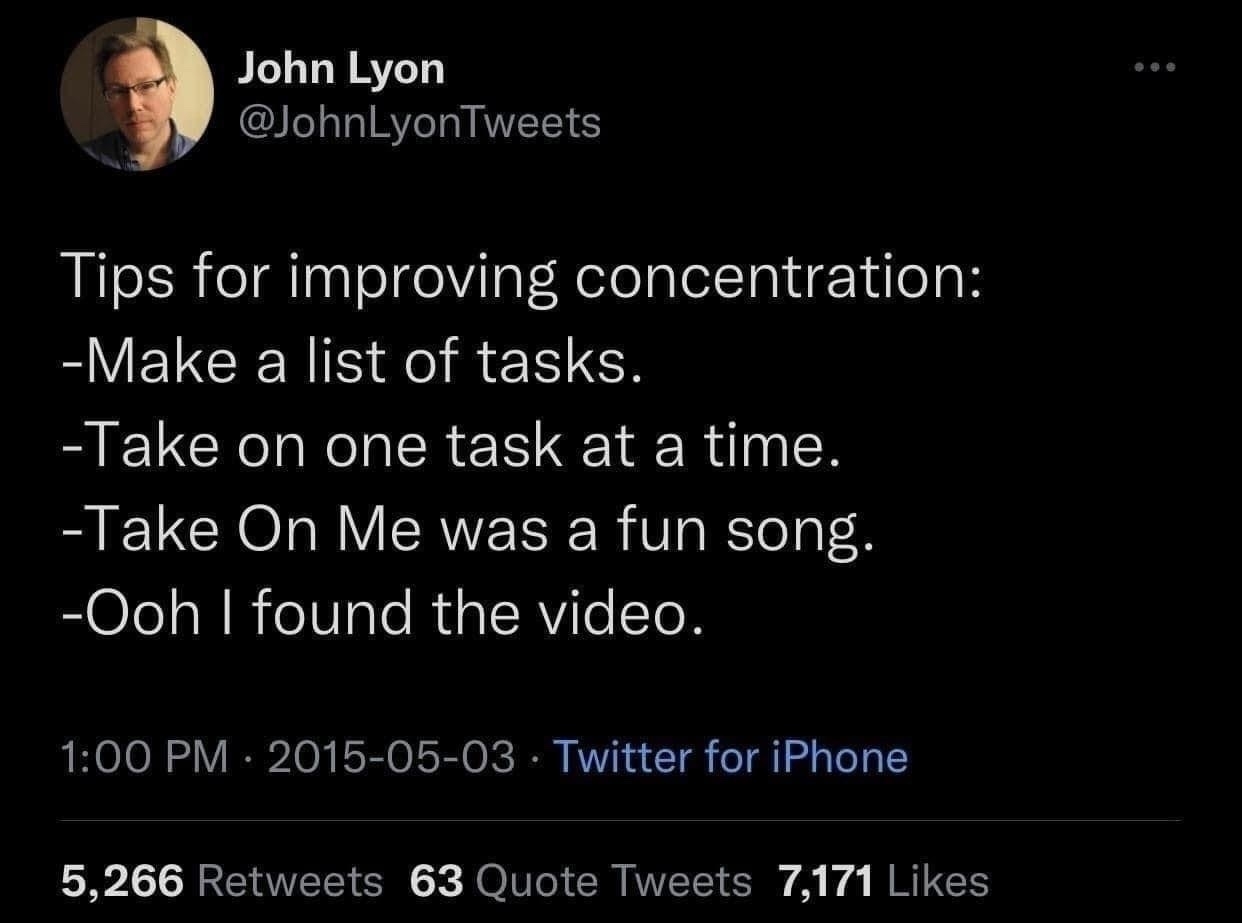 John Lyon
@JohnLyonTweets
Tips for improving concentration:
-Make a list of tasks.
-Take on one task at a time.
-Take On Me was a fun song.
-Ooh I found the video.
1:00 PM · 2015-05-03 · Twitter for iPhone
5,266 Retweets 63 Quote Tweets 7,171 Likes